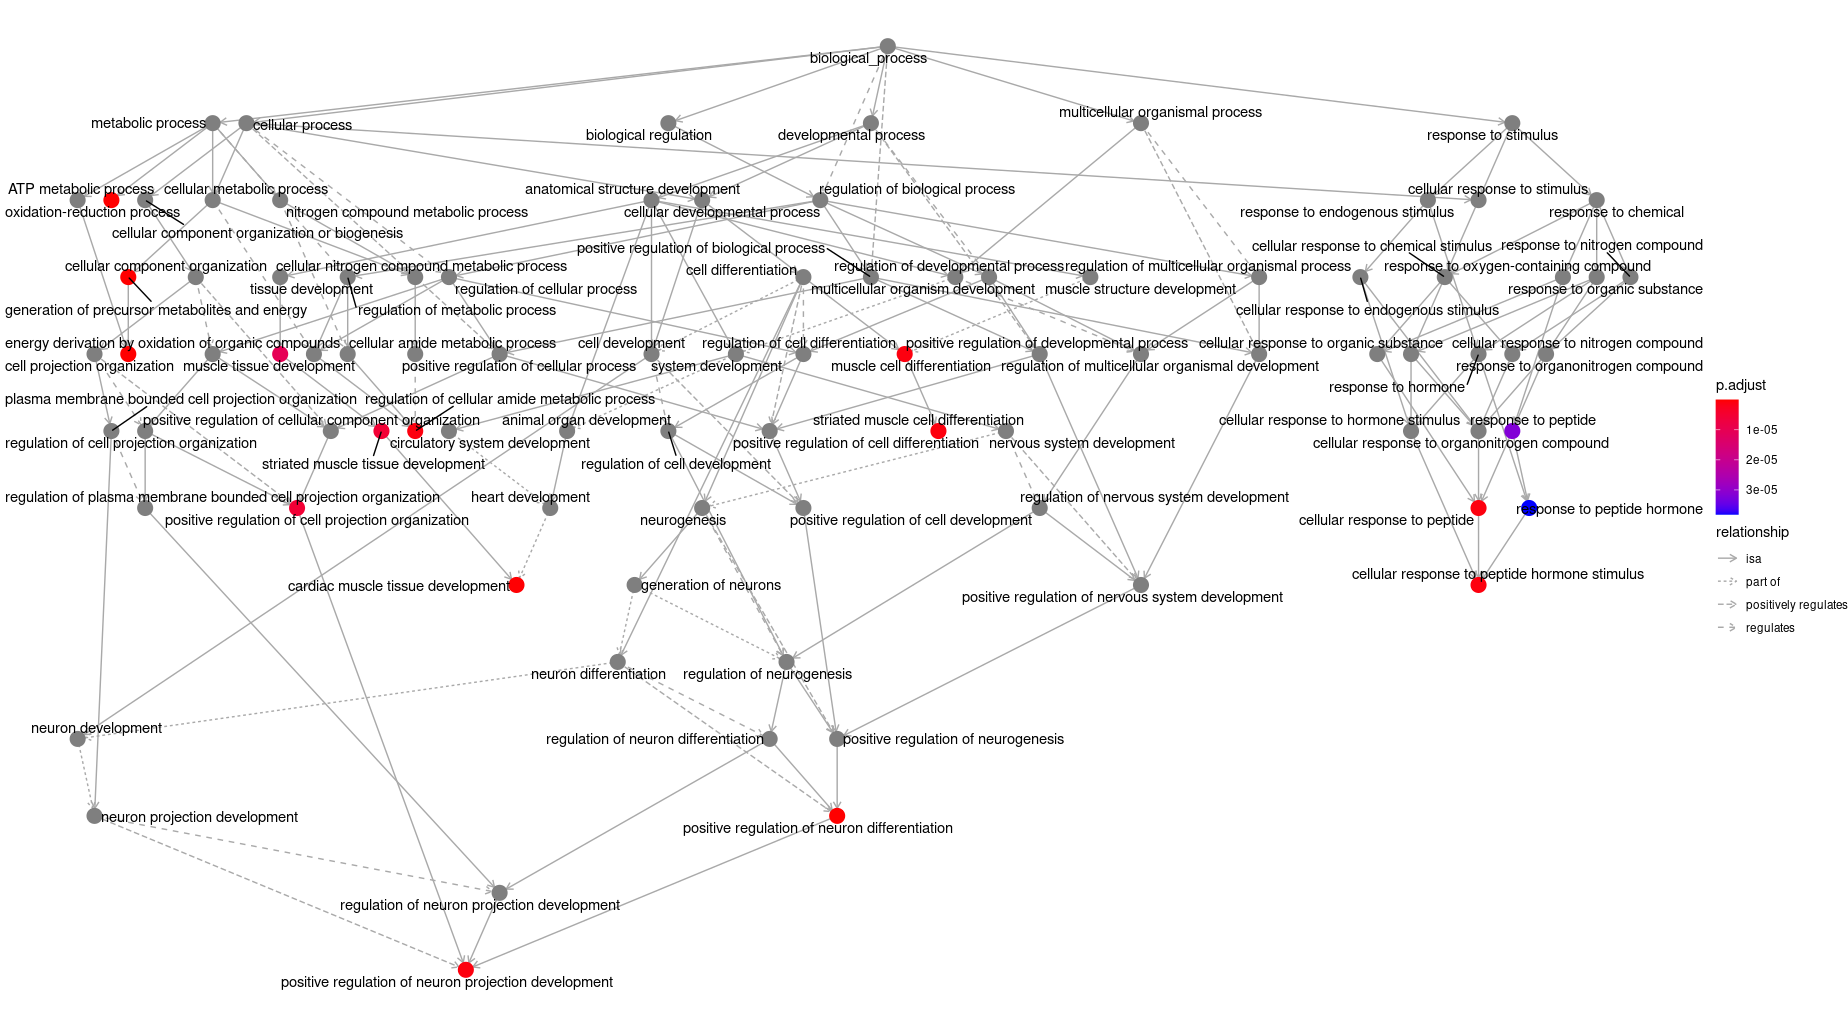 biological_process
multicellular organismal process
metabolic process
cellular process
biological regulation
developmental process
response to stimulus
ATP metabolic process
cellular metabolic process
anatomical structure development
regulation of biological process
cellular response to stimulus
oxidation-reduction process
nitrogen compound metabolic process
cellular developmental process
response to endogenous stimulus
response to chemical
cellular component organization or biogenesis
positive regulation of biological process
cellular response to chemical stimulus
response to nitrogen compound
cellular component organization
cellular nitrogen compound metabolic process
cell differentiation
regulation of developmental process
regulation of multicellular organismal process
response to oxygen-containing compound
tissue development
regulation of cellular process
multicellular organism development
muscle structure development
response to organic substance
generation of precursor metabolites and energy
regulation of metabolic process
cellular response to endogenous stimulus
energy derivation by oxidation of organic compounds
cellular amide metabolic process
cell development
regulation of cell differentiation
positive regulation of developmental process
cellular response to organic substance
cellular response to nitrogen compound
cell projection organization
muscle tissue development
positive regulation of cellular process
system development
muscle cell differentiation
regulation of multicellular organismal development
response to organonitrogen compound
response to hormone
plasma membrane bounded cell projection organization
regulation of cellular amide metabolic process
positive regulation of cellular component organization
animal organ development
striated muscle cell differentiation
cellular response to hormone stimulus
response to peptide
regulation of cell projection organization
circulatory system development
positive regulation of cell differentiation
nervous system development
cellular response to organonitrogen compound
striated muscle tissue development
regulation of cell development
regulation of plasma membrane bounded cell projection organization
heart development
regulation of nervous system development
response to peptide hormone
positive regulation of cell projection organization
neurogenesis
positive regulation of cell development
cellular response to peptide
cardiac muscle tissue development
generation of neurons
cellular response to peptide hormone stimulus
positive regulation of nervous system development
neuron differentiation
regulation of neurogenesis
neuron development
regulation of neuron differentiation
positive regulation of neurogenesis
neuron projection development
positive regulation of neuron differentiation
regulation of neuron projection development
positive regulation of neuron projection development
p.adjust
1e-05
2e-05
3e-05
relationship
isa
part of
positively regulates
regulates